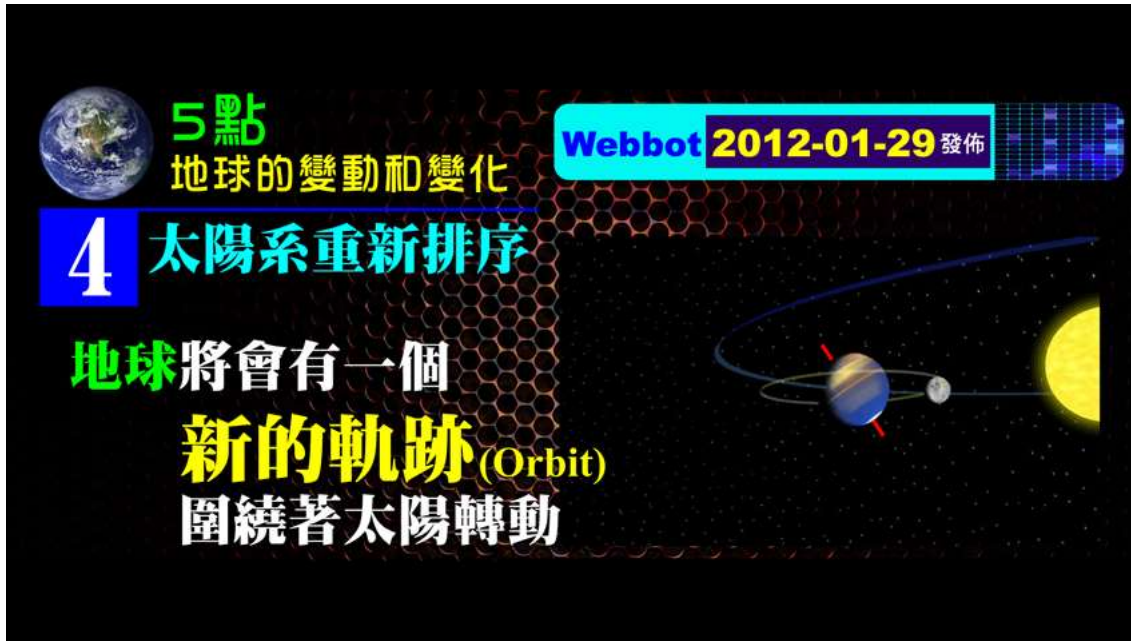 5點
地球的變動和變化
Webbot 2012-01-29 發佈
4 太陽系重新排序
地球將會有一個
新的軌跡(Orbit)
圍繞著太陽轉動